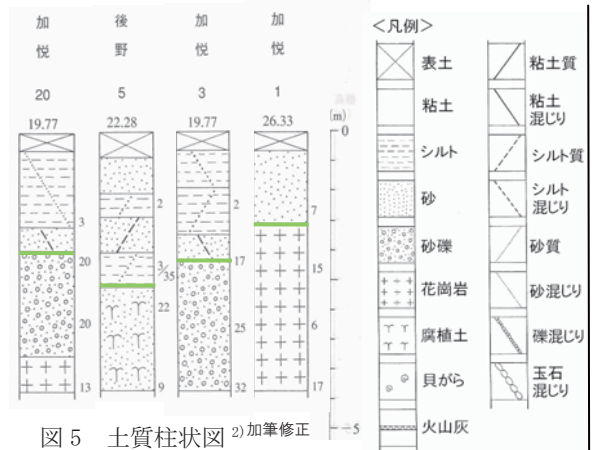 加悦 後野 加悦 加悦
20 5 3 1
19.77 22.28 19.77 26.33
(m)
0
3
20
20
13
2
3/35
22
9
2
17
25
32
7
15
6
17
5
図5 土質柱状図 2)加筆修正
<凡例>
表土
粘土
シルト
砂
砂礫
花崗岩
腐植土
貝がら
火山灰
粘土質
粘土
混じり
シルト質
シルト
混じり
砂質
砂混じり
礫混じり
玉石
混じり